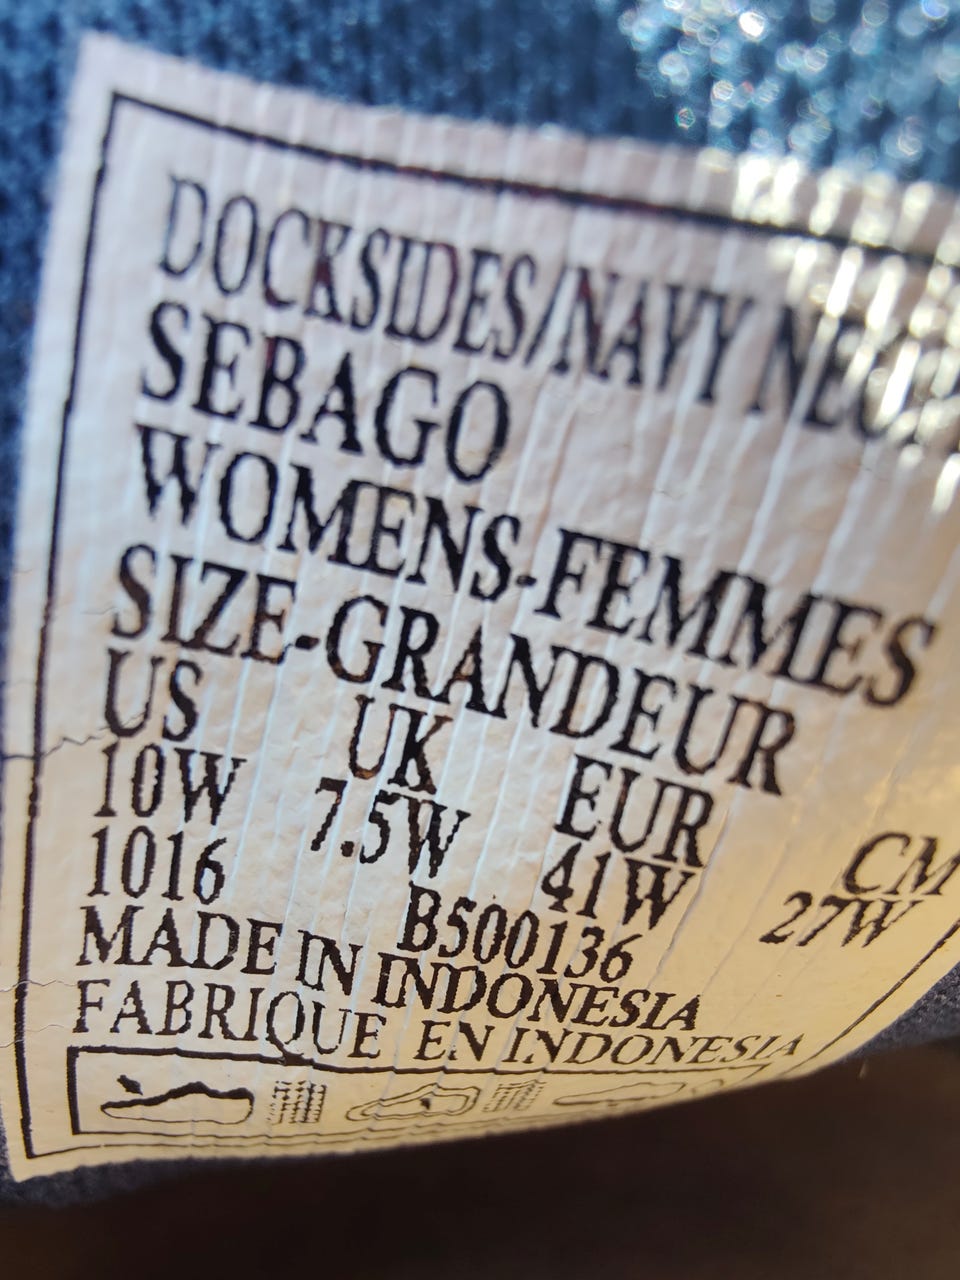 DOCKSIDES/NAVY
SEBAGO
WOMENS-FEMMES
SIZE-GRANDEUR
US UK EUR CM
10W 7.5W 41W 27W
1016 B500136
MADE IN INDONESIA
FABRIQUE EN INDONESIA